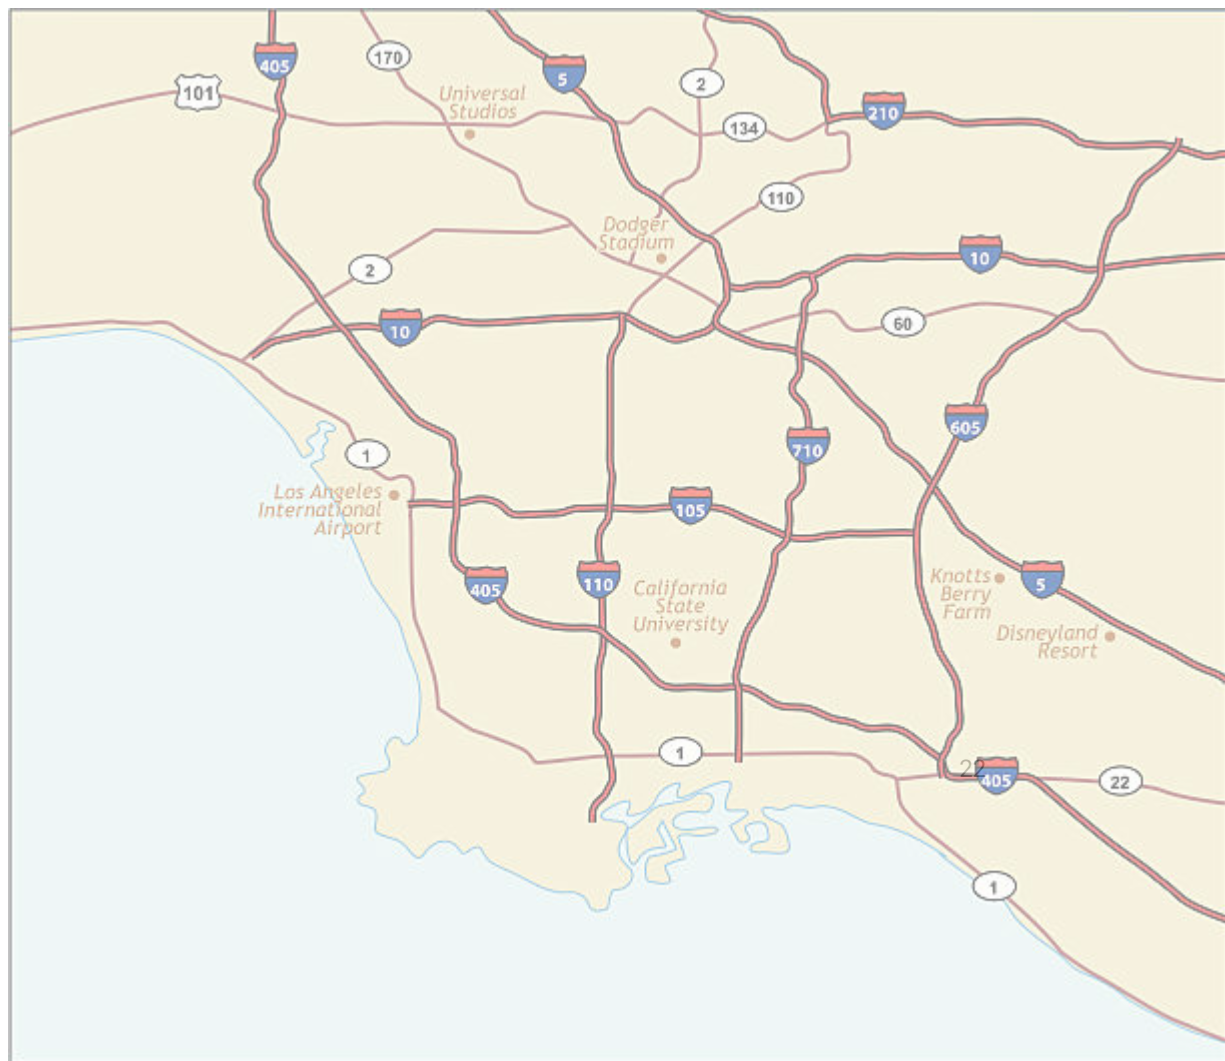 405
170
5
2
101
Universal
Studios
210
134
110
Dodger
Stadium
10
2
10
60
605
710
1
Los Angeles
International
Airport
105
405
110
California
State
University
Knotts
Berry
Farm
5
Disneyland
Resort
1
22
405
22
1